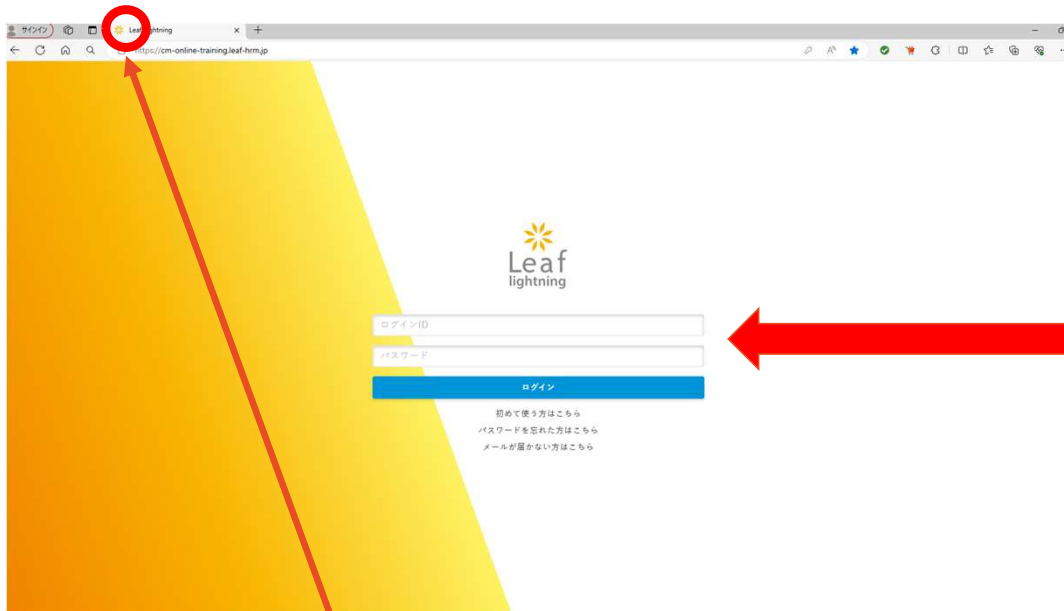 サインイン
Leaf lightning
https://cm-online-training.leaf-hrm.jp
Leaf
lightning
ログインID
パスワード
ログイン
初めて使う方はこちら
パスワードを忘れた方はこちら
メールが届かない方はこちら